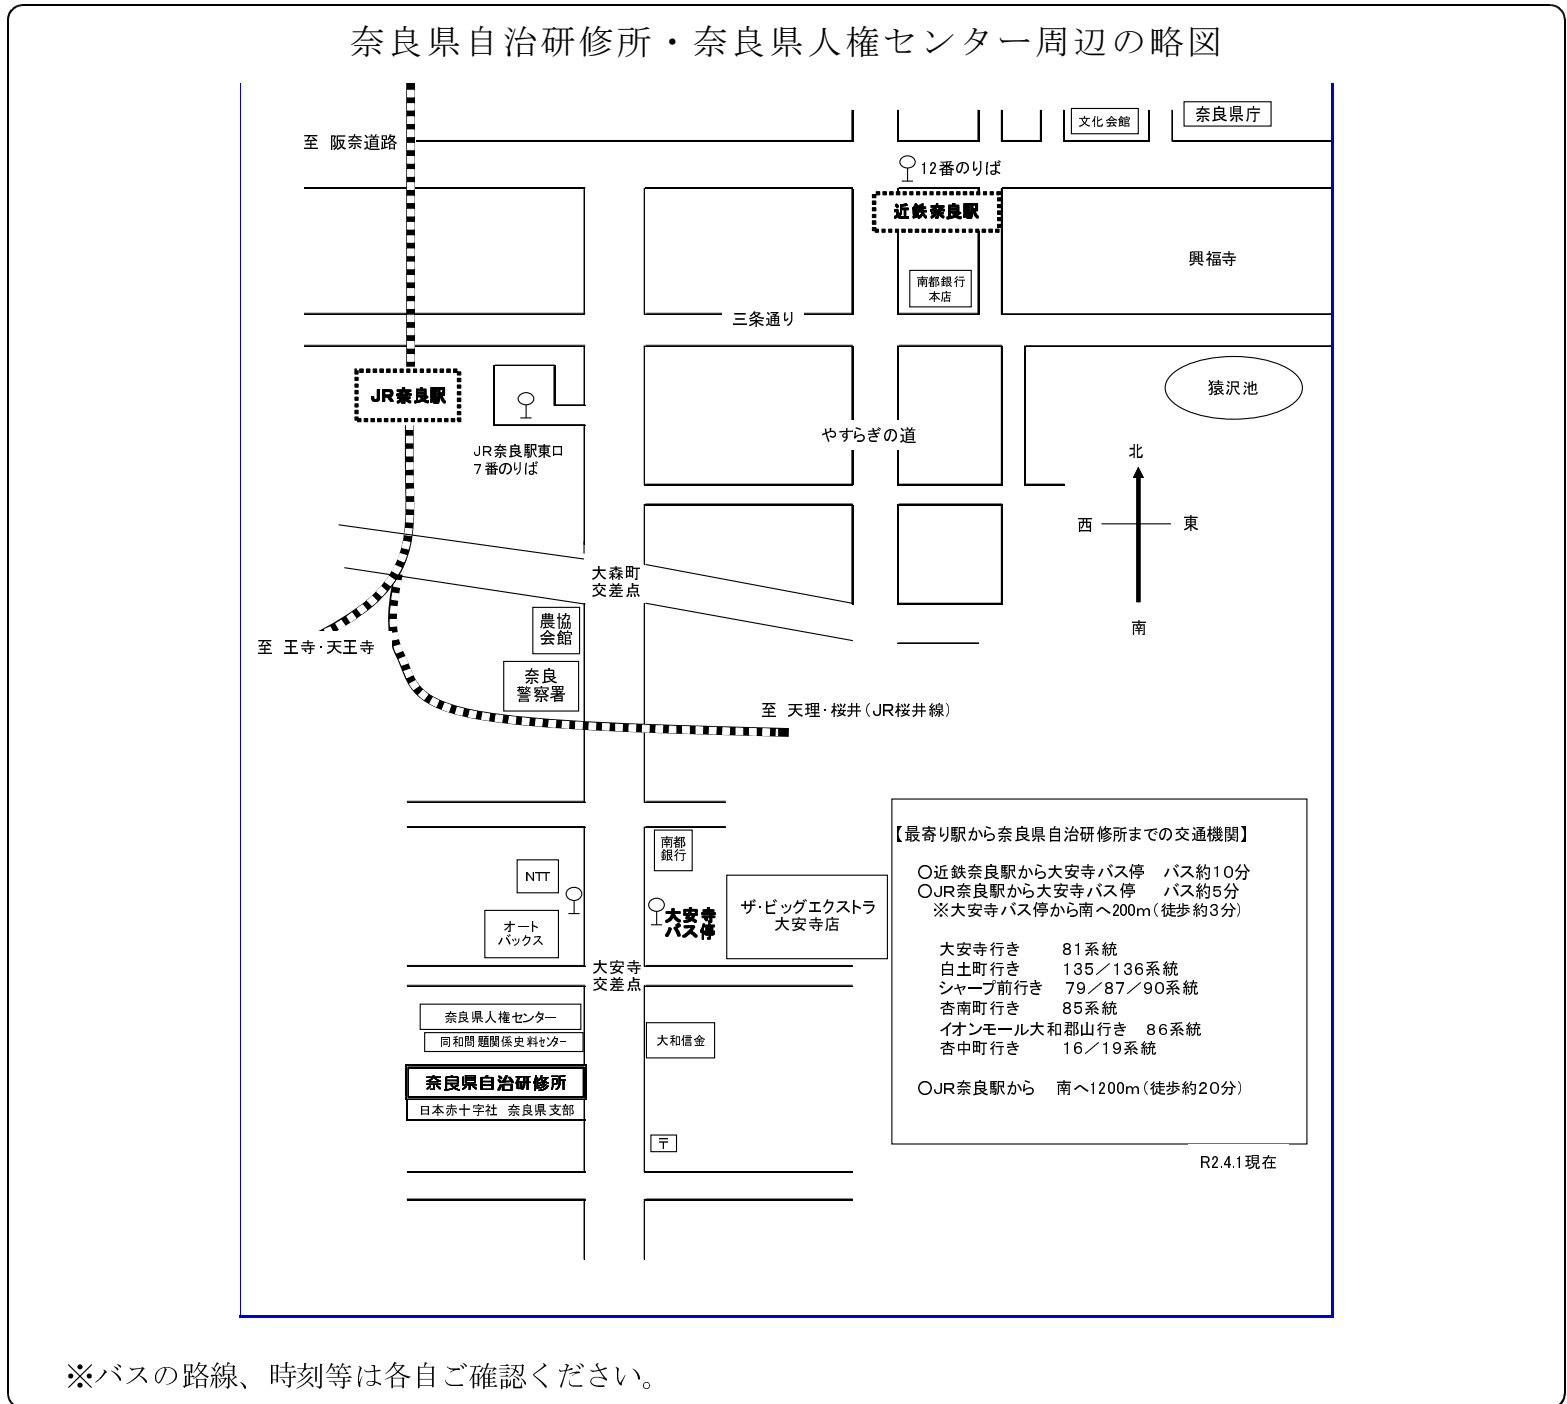 奈良県自治研修所・奈良県人権センター周辺の略図
文化会館
奈良県庁
至　阪奈道路
12番のりば
近鉄奈良駅
興福寺
南都銀行
本店
三条通り
JR奈良駅
猿沢池
やすらぎの道
JR奈良駅東口
7番のりば
北
西
東
南
大森町
交差点
農協
会館
至　王寺・天王寺
奈良
警察署
至　天理・桜井（JR桜井線）
南都
銀行
NTT
オート
バックス
大安寺
バス停
ザ・ビッグエクストラ
大安寺店
大安寺
交差点
奈良県人権センター
同和問題関係史料センター
大和信金
奈良県自治研修所
日本赤十字社　奈良県支部
〒
【最寄り駅から奈良県自治研修所までの交通機関】
○近鉄奈良駅から大安寺バス停　バス約10分
○JR奈良駅から大安寺バス停　バス約5分
※大安寺バス停から南へ200m（徒歩約3分）
大安寺行き　81系統
白土町行き　135／136系統
シャープ前行き　79／87／90系統
杏南町行き　85系統
イオンモール大和郡山行き　86系統
杏中町行き　16／19系統
○JR奈良駅から　南へ1200m（徒歩約20分）
R2.4.1現在
※バスの路線、時刻等は各自ご確認ください。